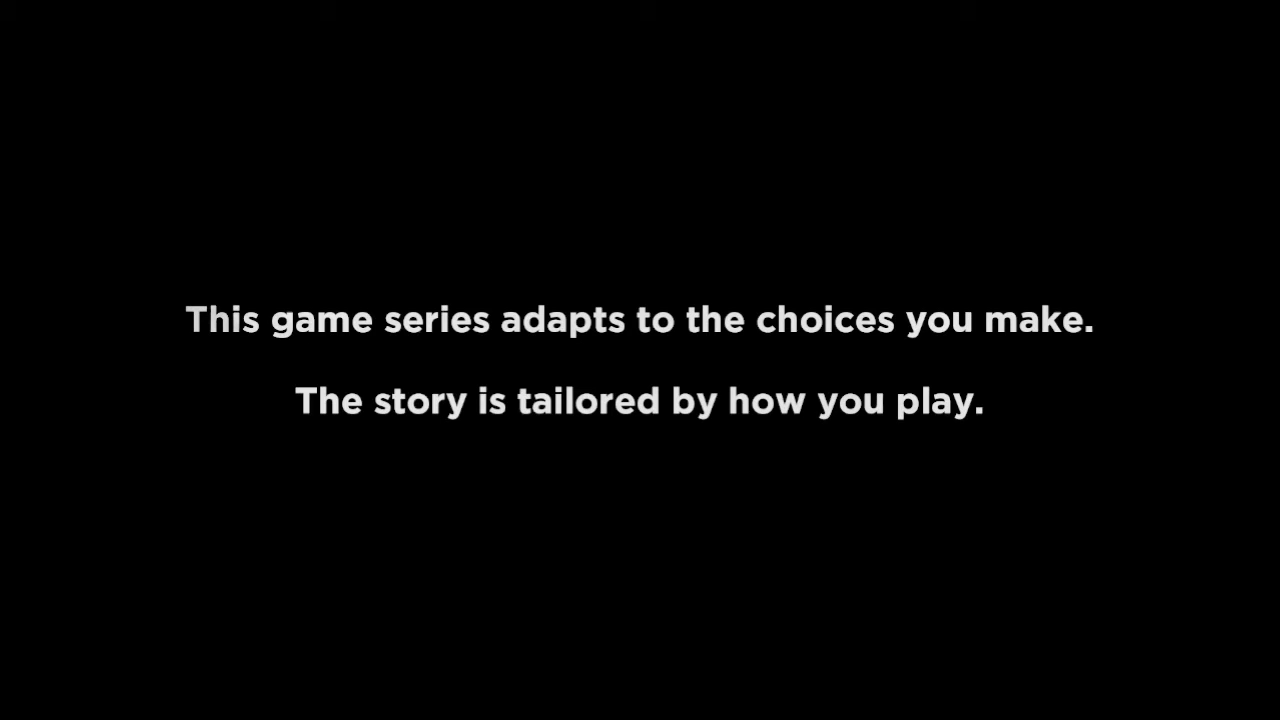 This game series adapts to the choices you make.
The story is tailored by how you play.